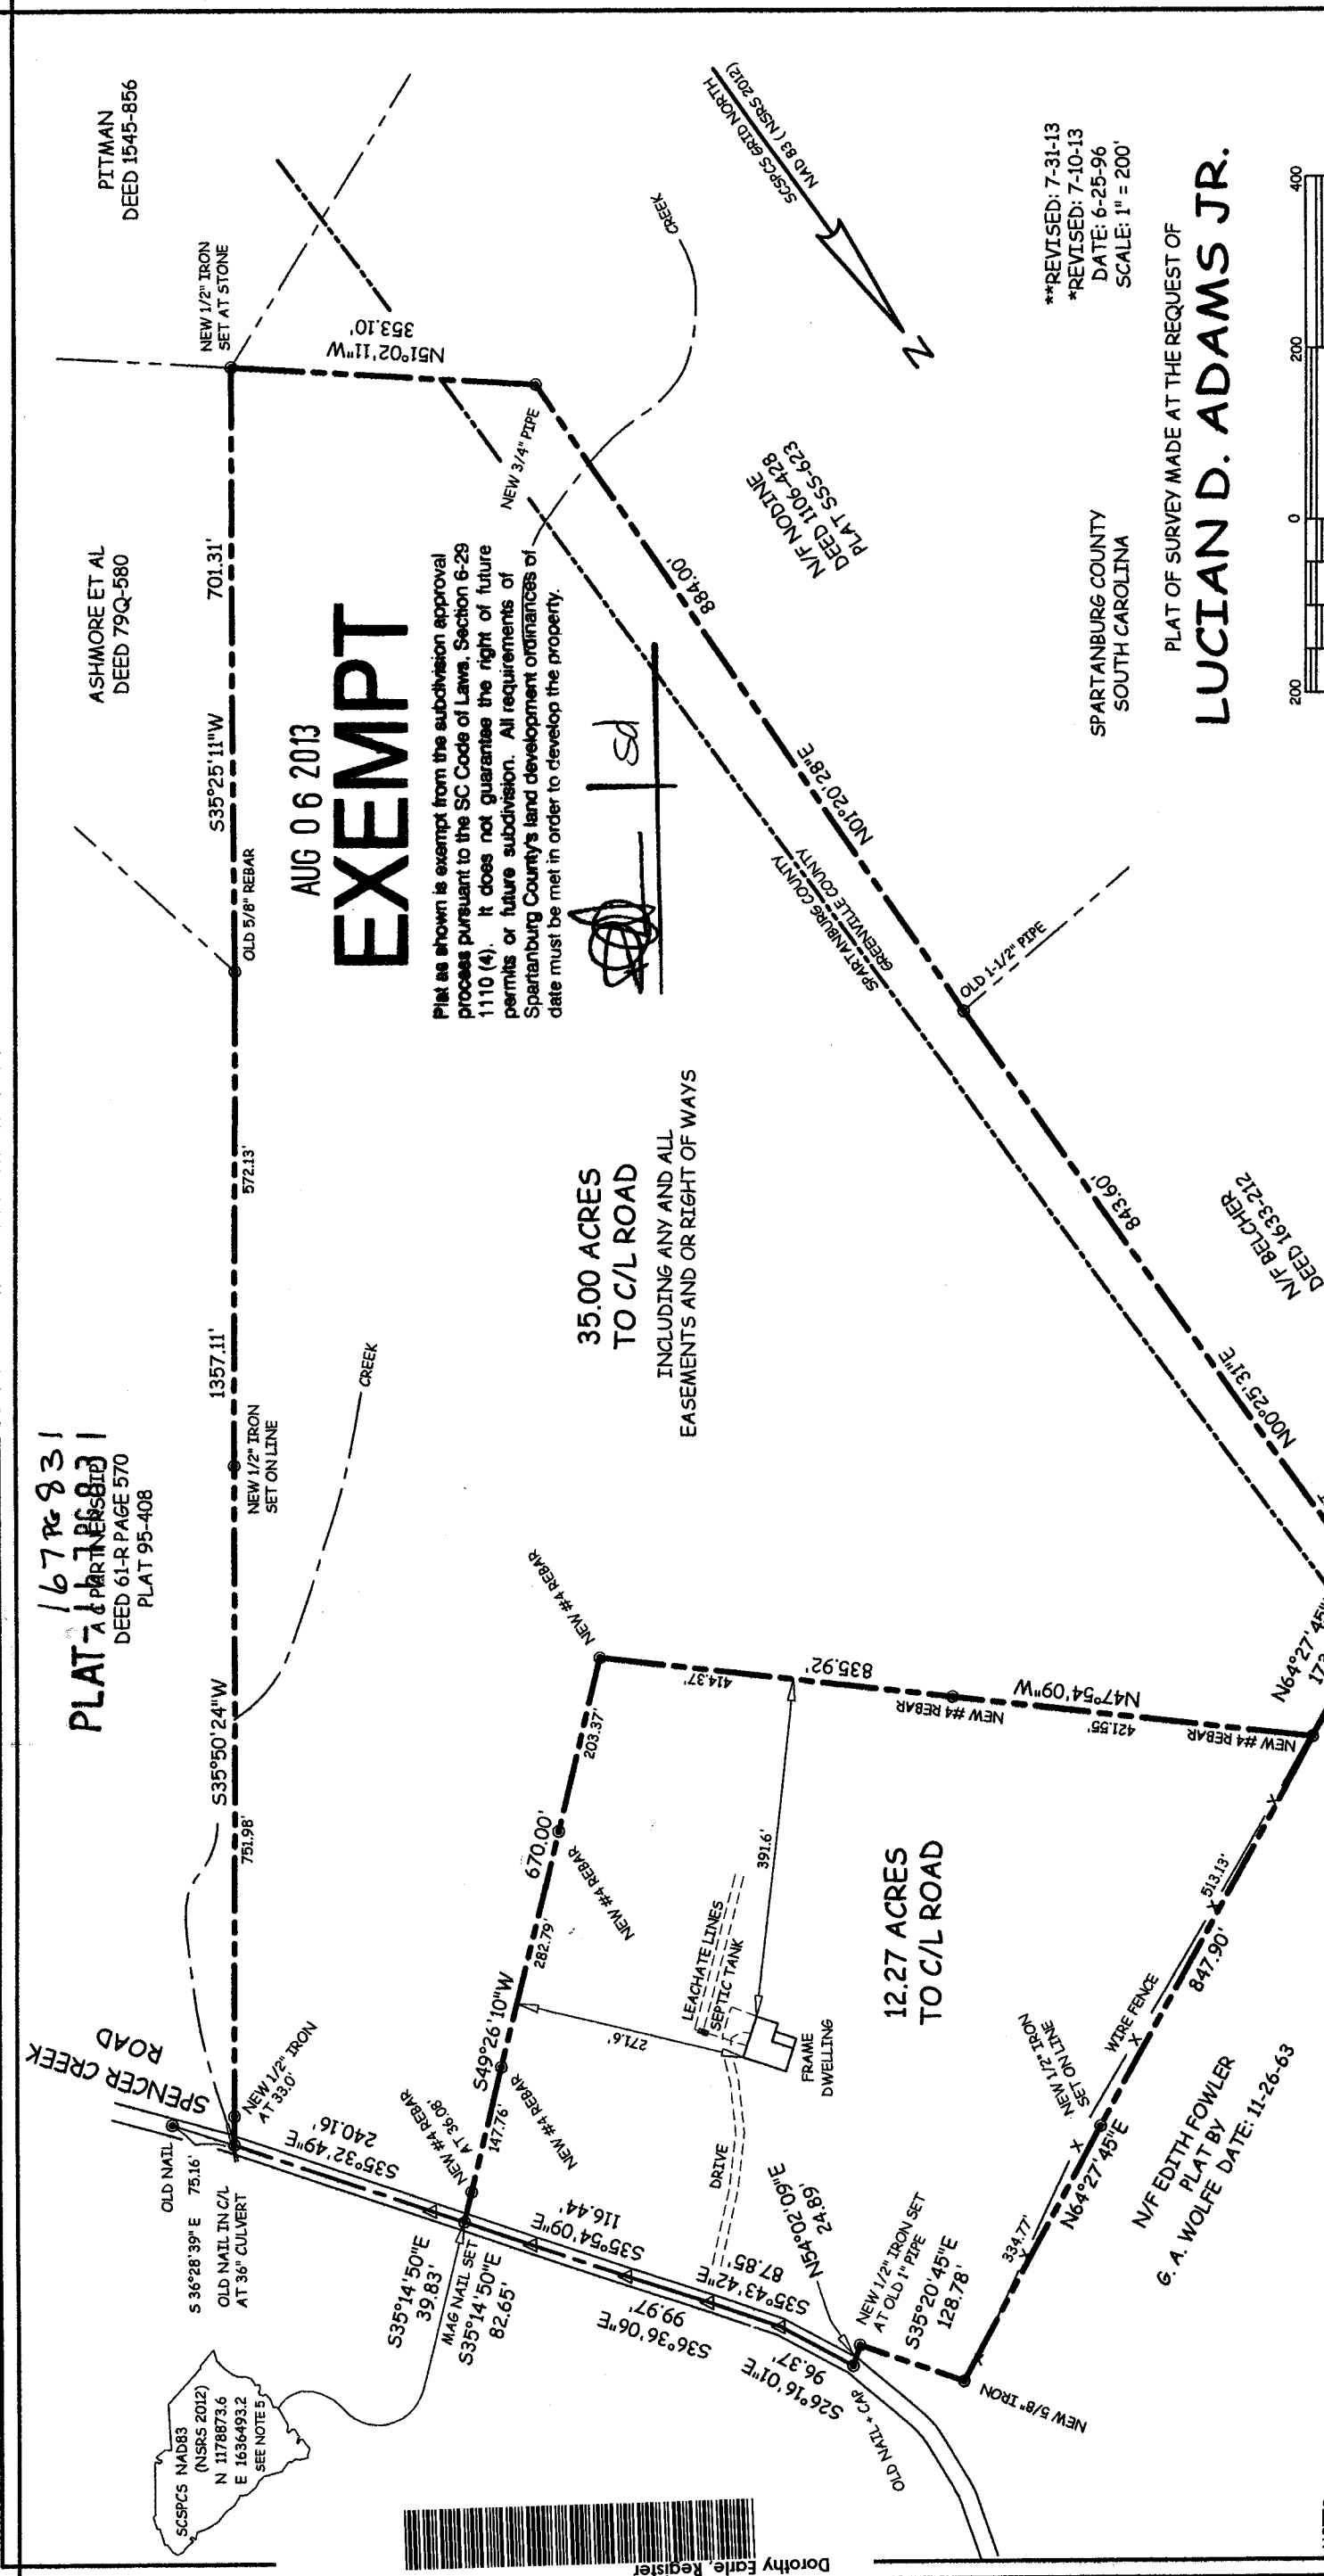 167 PG 831
PLAT-167PG831
A C PARTNERSHIP
DEED 61-R PAGE 570
PLAT 95-408
ASHMORE ET AL
DEED 79Q-580
PITMAN
DEED 1545-856
SPENCER CREEK
ROAD
OLD NAIL
S 36°28'39" E 75.16'
OLD NAIL IN C/L
AT 36" CULVERT
NEW 1/2" IRON
AT 33.0'
751.98'
S35°50'24"W
1357.11'
NEW 1/2" IRON
SET ON LINE
572.13'
OLD 5/8" REBAR
S35°25'11"W
701.31'
NEW 1/2" IRON
SET AT STONE
CREEK
N51°02'11"W
353.10'
NEW 3/4" PIPE
CREEK
AUG 06 2013
EXEMPT
Plat as shown is exempt from the subdivision approval
process pursuant to the SC Code of Laws, Section 6-29
1110 (4). It does not guarantee the right of future
permits or future subdivision. All requirements of
Spartanburg County's land development ordinances of
date must be met in order to develop the property.
sd
SCSPCS GRID NORTH
NAD 83 ( NSRS 2012)
N
SCSPCS NAD83
(NSRS 2012)
N 1178873.6
E 1636493.2
SEE NOTE 5
S35°32'49"E
240.16'
S35°14'50"E
39.83'
MAG NAIL SET
S35°14'50"E
82.65'
NEW #4 REBAR
AT 36.08'
147.76'
NEW #4 REBAR
S49°26'10"W
282.79'
670.00'
NEW #4 REBAR
203.37'
NEW #4 REBAR
S35°54'09"E
116.44'
S36°36'06"E
99.97'
S35°43'42"E
87.85'
S26°16'01"E
96.37'
OLD NAIL + CAP
N54°02'09"E
24.89'
NEW 1/2" IRON SET
AT OLD 1" PIPE
S35°20'45"E
128.78'
NEW 5/8" IRON
35.00 ACRES
TO C/L ROAD
INCLUDING ANY AND ALL
EASEMENTS AND OR RIGHT OF WAYS
414.37'
835.92'
NEW #4 REBAR
N47°54'09"W
421.55'
NEW #4 REBAR
391.6'
271.6'
LEACHATE LINES
SEPTIC TANK
DRIVE
FRAME
DWELLING
12.27 ACRES
TO C/L ROAD
334.77'
N64°27'45"E
NEW 1/2" IRON
SET ON LINE
WIRE FENCE
847.90'
513.13'
N/F EDITH FOWLER
PLAT BY
G. A. WOLFE DATE: 11-26-63
N64°27'45"
173
884.00'
N01°20'28"E
SPARTANBURG COUNTY
GREENVILLE COUNTY
OLD 1-1/2" PIPE
843.60'
N00°25'31"E
N/F NODINE
DEED 1106-428
PLAT SSS-623
N/F BELCHER
DEED 1633-212
**REVISED: 7-31-13
*REVISED: 7-10-13
DATE: 6-25-96
SCALE: 1" = 200'
SPARTANBURG COUNTY
SOUTH CAROLINA
PLAT OF SURVEY MADE AT THE REQUEST OF
LUCIAN D. ADAMS JR.
200 0 200 400
Dorothy Earle, Register